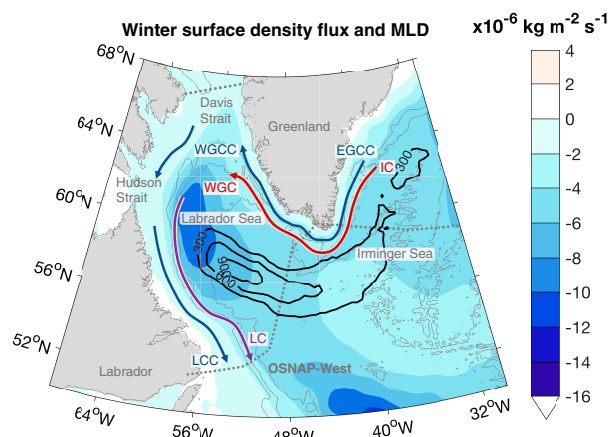 Winter surface density flux and MLD
x10-6 kg m-2 s-1
68°N
64°N
60°N
56°N
52°N
64°W
56°W
48°W
40°W
32°W
Davis
Strait
Greenland
WGCC
EGCC
IC
300
WGC
Hudson
Strait
Labrador Sea
300
Irminger Sea
900
600
LC
LCC
OSNAP-West
Labrador
4
2
0
-2
-4
-6
-8
-10
-12
-14
-16